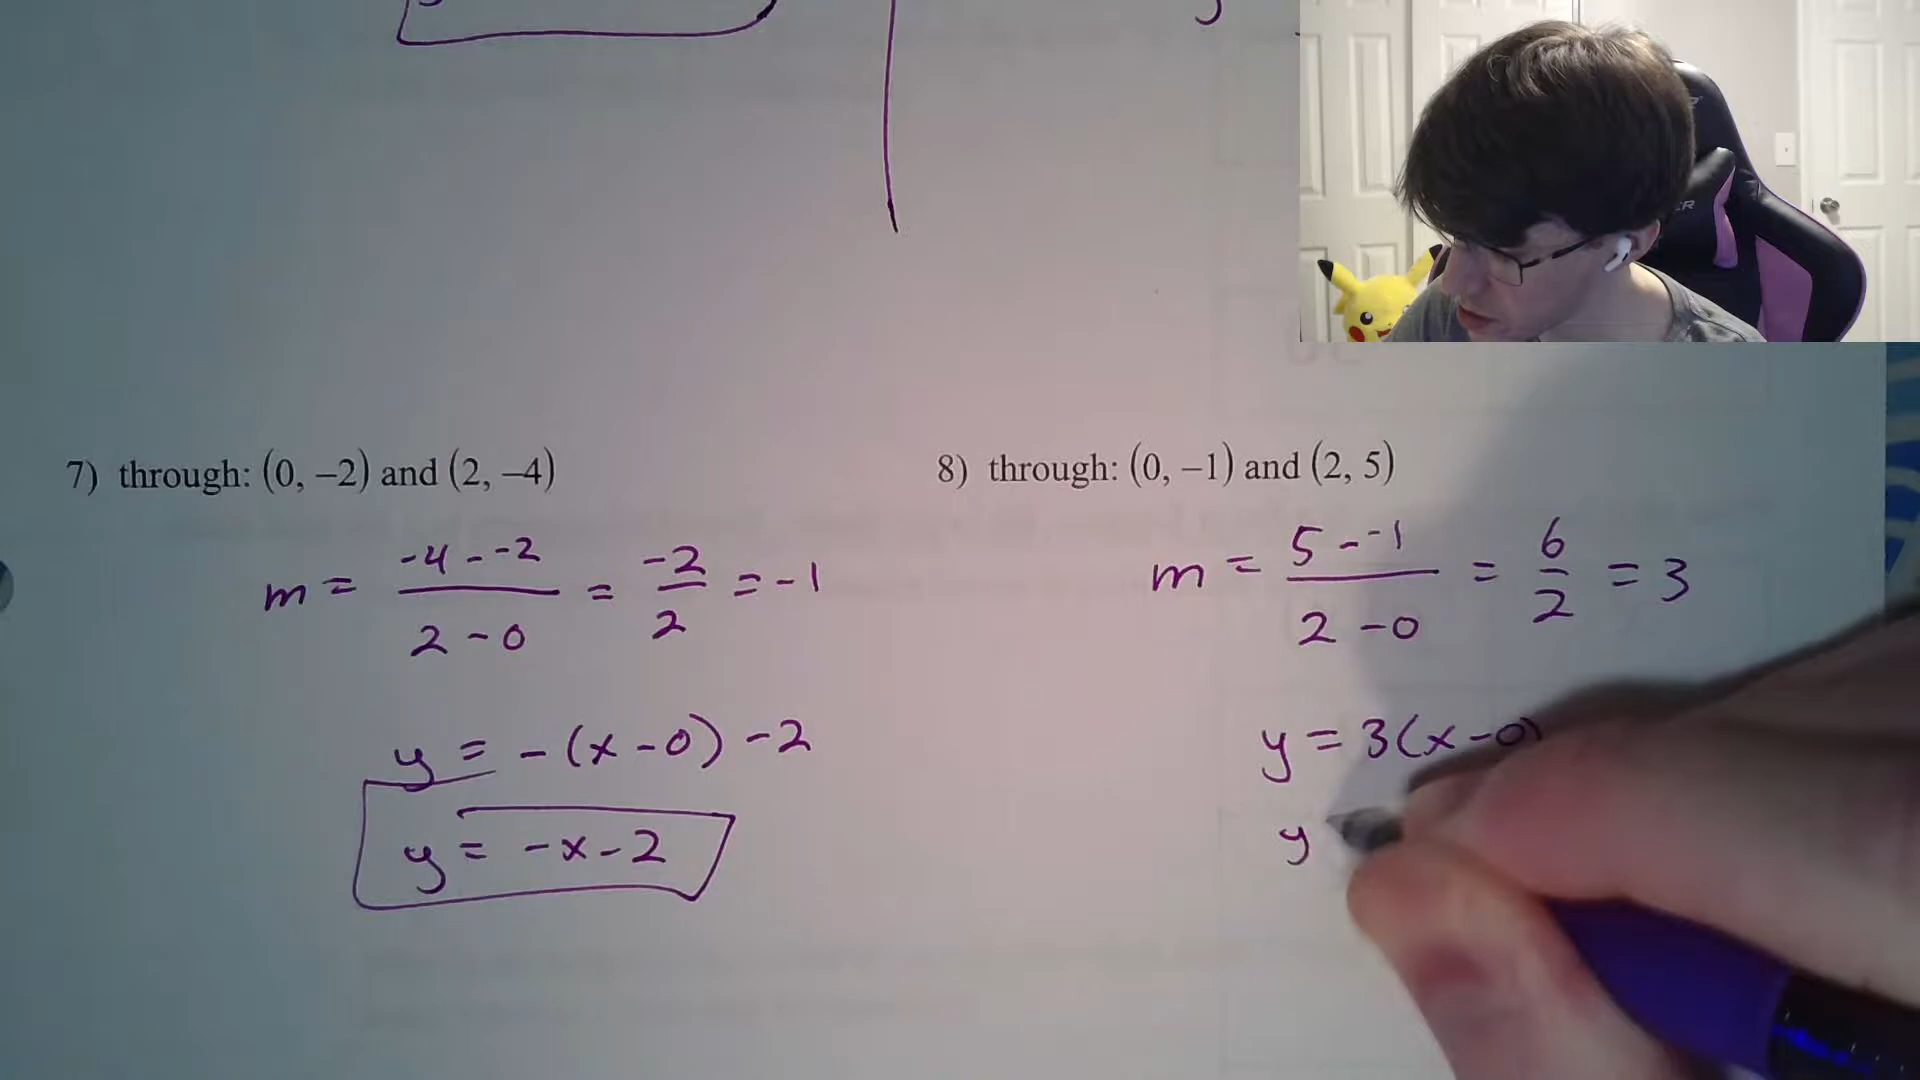 7) through: (0, –2) and (2, –4)
m = -4 - -2 / 2 - 0 = -2 / 2 = -1
y = -(x-0) -2
y = -x-2
8) through: (0, –1) and (2, 5)
m = 5 - -1 / 2 - 0 = 6 / 2 = 3
y = 3(x-0)
y